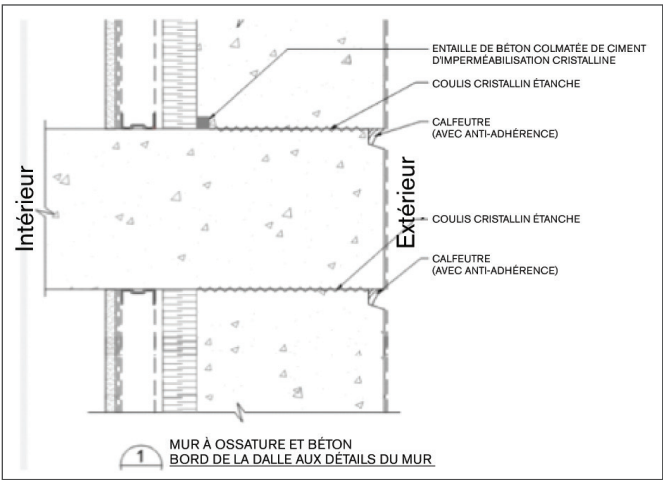 ENTAILLE DE BÉTON COLMATÉE DE CIMENT
D'IMPERMÉABILISATION CRISTALLINE
COULIS CRISTALLIN ÉTANCHE
CALFEUTRE
(AVEC ANTI-ADHÉRENCE)
Intérieur
Extérieur
COULIS CRISTALLIN ÉTANCHE
CALFEUTRE
(AVEC ANTI-ADHÉRENCE)
1
MUR À OSSATURE ET BÉTON
BORD DE LA DALLE AUX DÉTAILS DU MUR